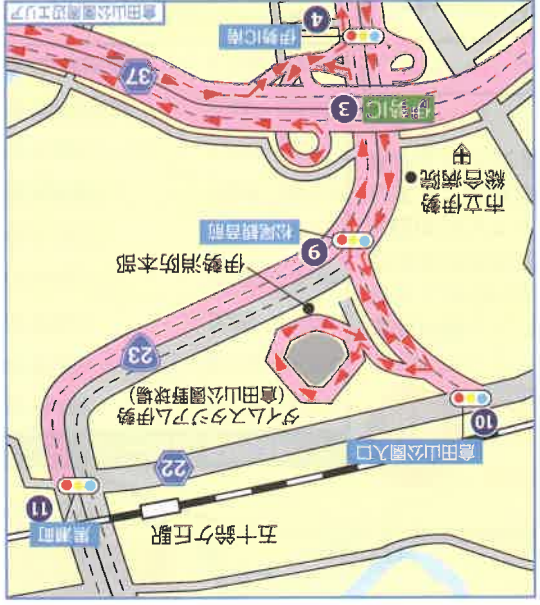 五十鈴ケ丘駅
黒瀬町
11
22
倉田山公園入口
10
ダイムスタジアム伊勢
(倉田山公園野球場)
23
伊勢消防本部
9
松尾観音前
市立伊勢
総合病院
伊勢IC
3
37
伊勢IC南
4
倉田山公園周辺エリア